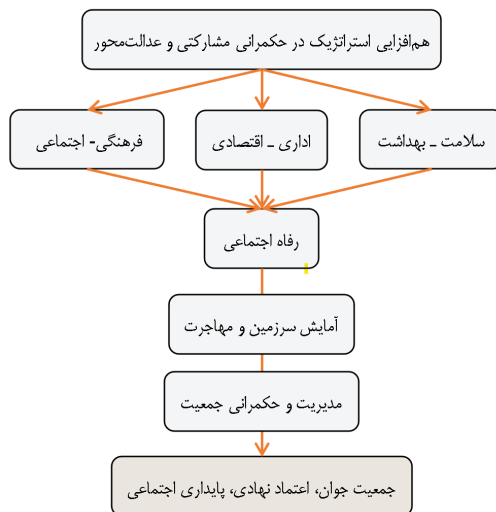 هم‌افزایی استراتژیک در حکمرانی مشارکتی و عدالت‌محور
سلامت ـ بهداشت
اداری ـ اقتصادی
فرهنگی- اجتماعی
رفاه اجتماعی
آمایش سرزمین و مهاجرت
مدیریت و حکمرانی جمعیت
جمعیت جوان، اعتماد نهادی، پایداری اجتماعی